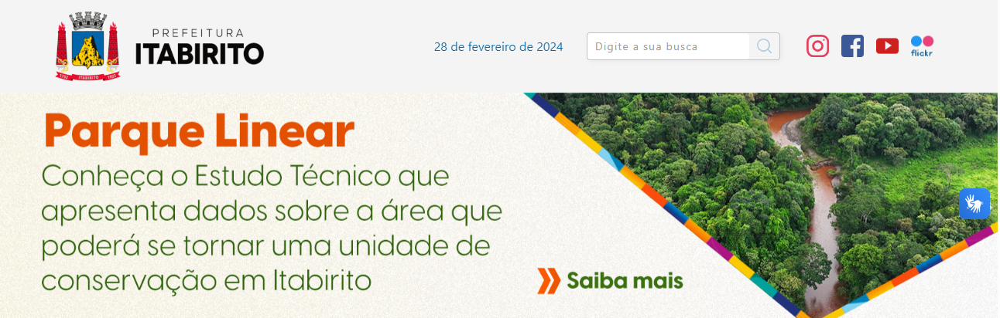 PREFEITURA
ITABIRITO
28 de fevereiro de 2024
Digite a sua busca
flickr
ITABIRITO
Parque Linear
Conheça o Estudo Técnico que
apresenta dados sobre a área que
poderá se tornar uma unidade de
conservação em Itabirito
Saiba mais